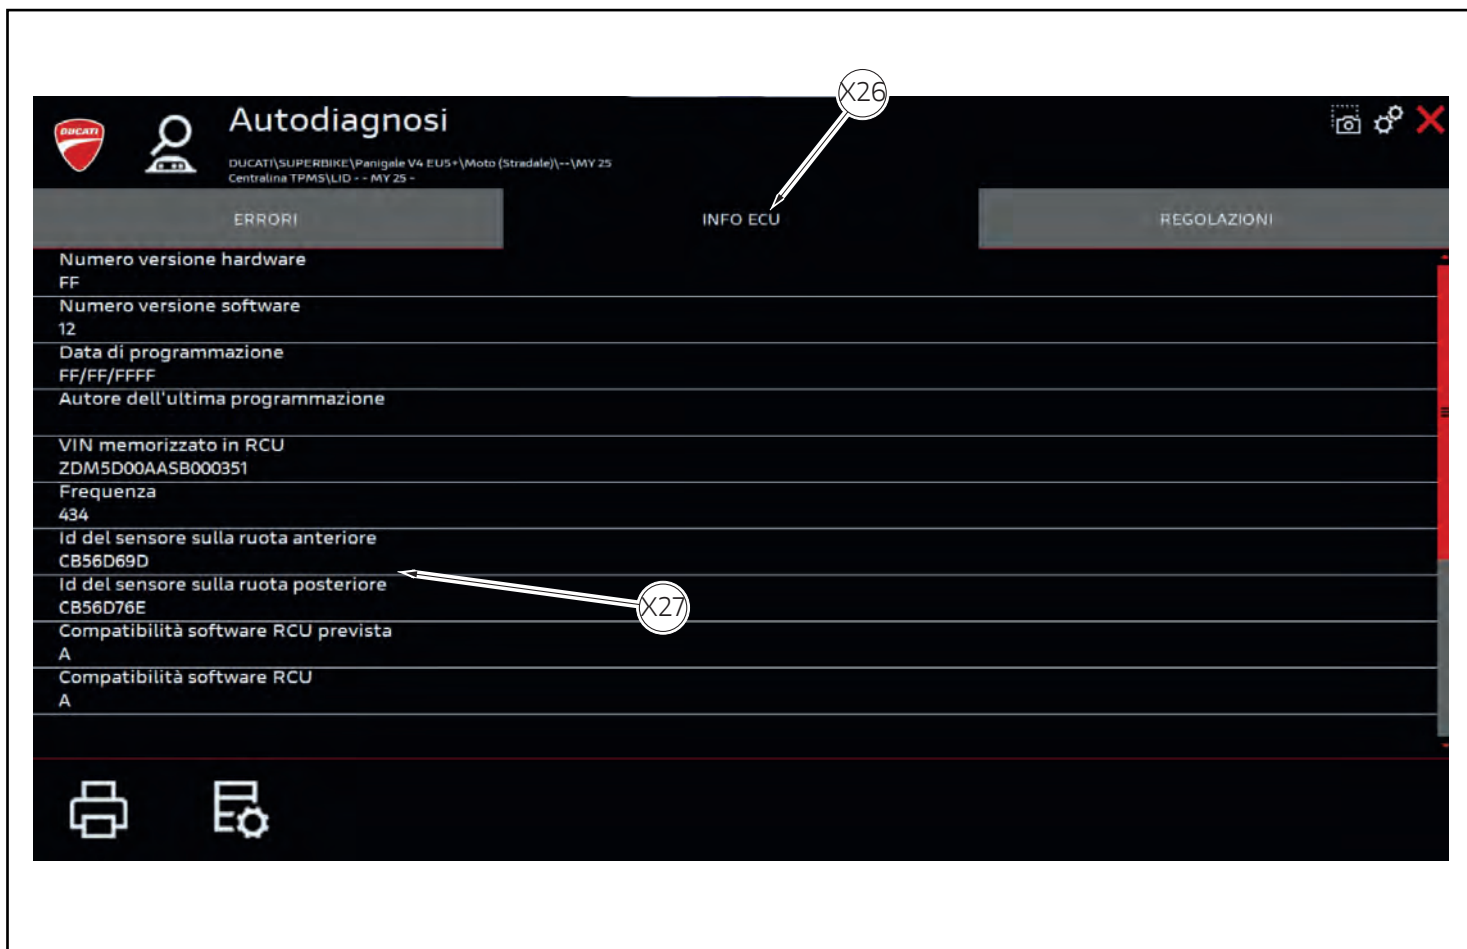 X26
DUCATI
Autodiagnosi
DUCATI\SUPERBIKE\Panigale V4 EU5+\Moto (Stradale)\--\MY 25
Centralina TPMS\LID - - MY 25 -
ERRORI
INFO ECU
REGOLAZIONI
Numero versione hardware
FF
Numero versione software
12
Data di programmazione
FF/FF/FFFF
Autore dell'ultima programmazione
VIN memorizzato in RCU
ZDM5D00AASB000351
Frequenza
434
Id del sensore sulla ruota anteriore
CB56D69D
Id del sensore sulla ruota posteriore
CB56D76E
X27
Compatibilità software RCU prevista
A
Compatibilità software RCU
A